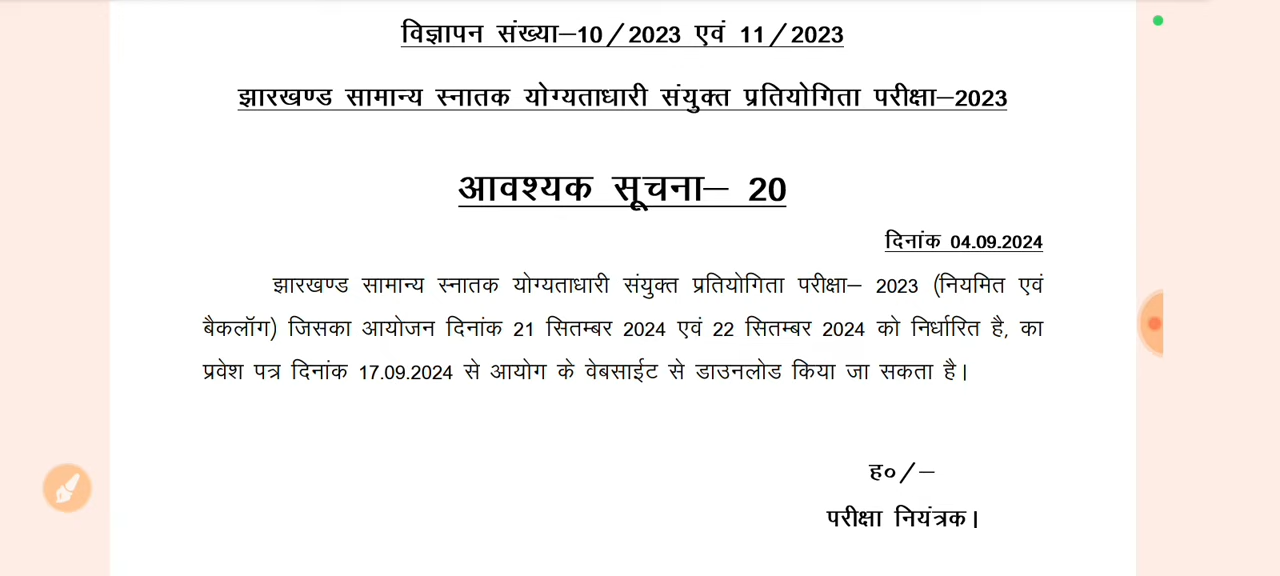 विज्ञापन संख्या–10/2023 एवं 11/2023
झारखण्ड सामान्य स्नातक योग्यताधारी संयुक्त प्रतियोगिता परीक्षा–2023
आवश्यक सूचना– 20
दिनांक 04.09.2024
झारखण्ड सामान्य स्नातक योग्यताधारी संयुक्त प्रतियोगिता परीक्षा– 2023 (नियमित एवं
बैकलॉग) जिसका आयोजन दिनांक 21 सितम्बर 2024 एवं 22 सितम्बर 2024 को निर्धारित है, का
प्रवेश पत्र दिनांक 17.09.2024 से आयोग के वेबसाईट से डाउनलोड किया जा सकता है।
ह०/–
परीक्षा नियंत्रक।